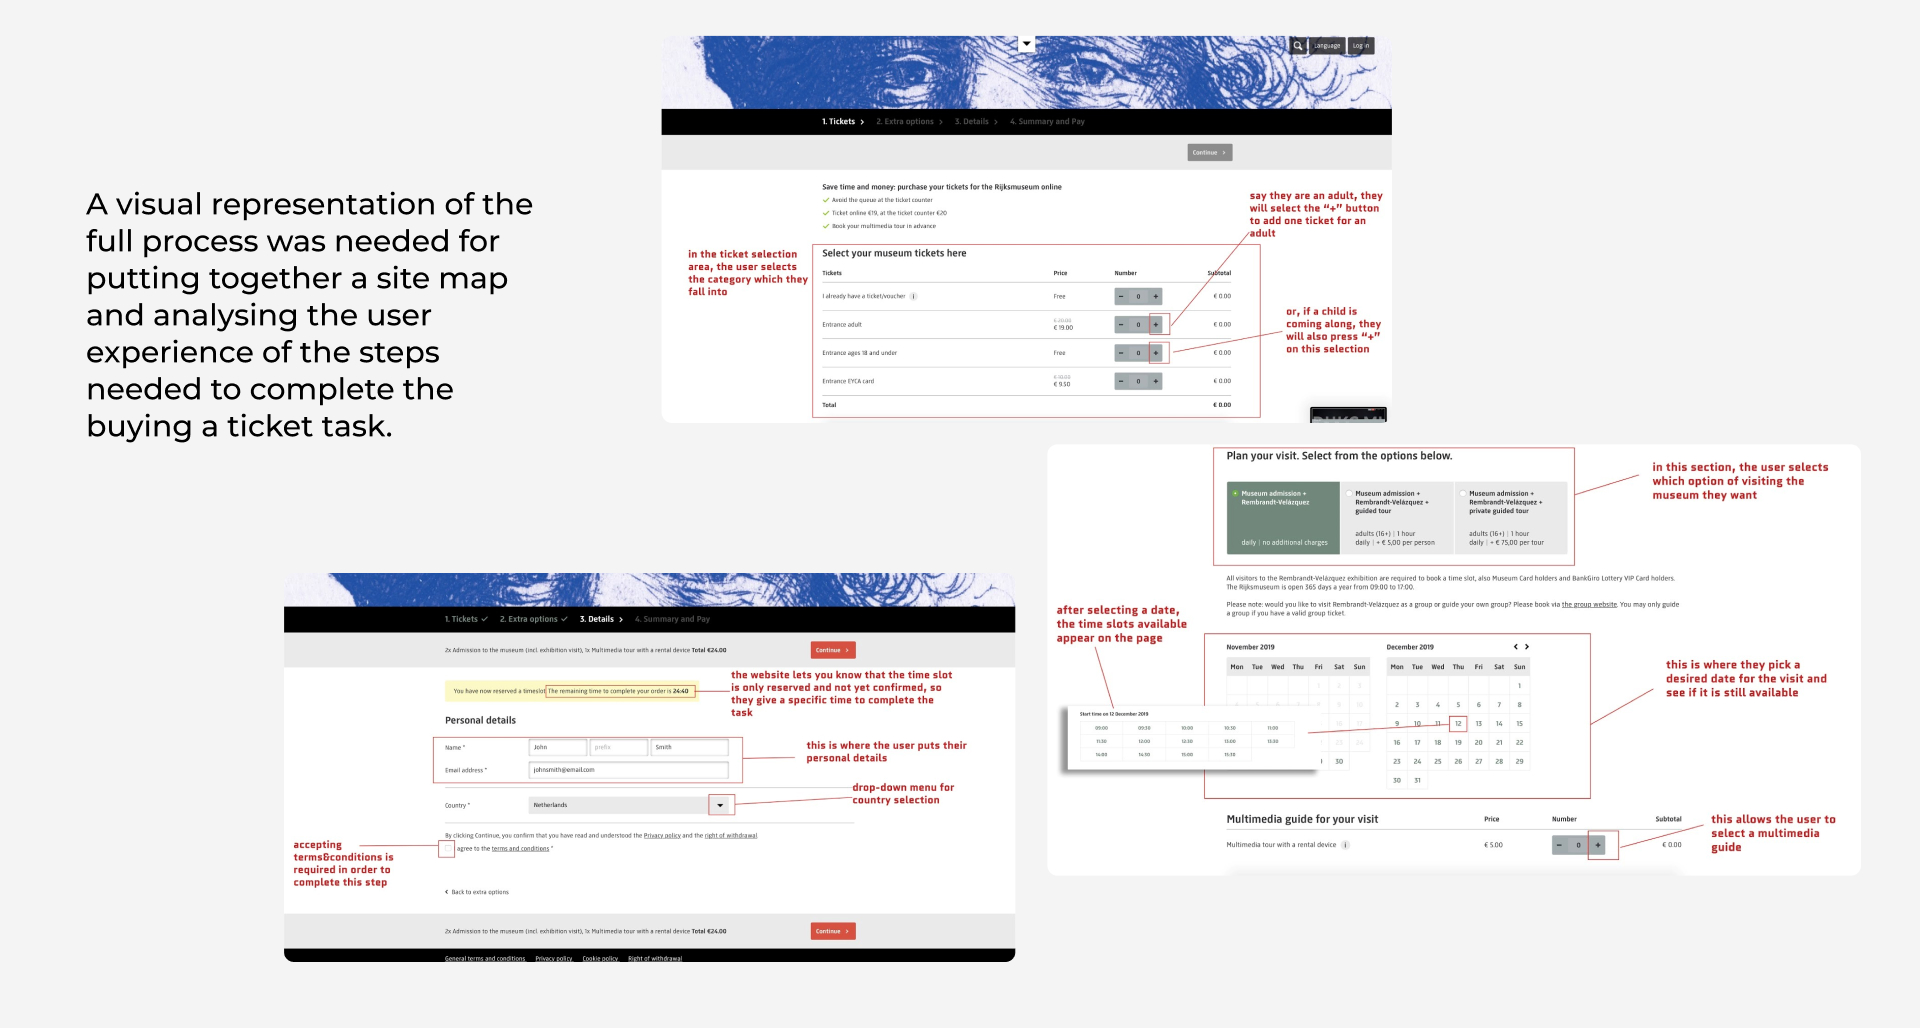 A visual representation of the
full process was needed for
putting together a site map
and analysing the user
experience of the steps
needed to complete the
buying a ticket task.
Language
Log in
1. Tickets > 2. Extra options > 3. Details > 4. Summary and Pay
Continue >
Save time and money: purchase your tickets for the Rijksmuseum online
Avoid the queue at the ticket counter
Ticket online €19, at the ticket counter €20
Book your multimedia tour in advance
say they are an adult, they
will select the “+” button
to add one ticket for an
adult
in the ticket selection
area, the user selects
the category which they
fall into
Select your museum tickets here
Tickets Price Number Subtotal
I already have a ticket/voucher i Free - 0 + € 0.00
€ 20.00
Entrance adult € 19.00 - 0 + € 0.00
Entrance ages 18 and under Free - 0 + € 0.00
€ 10.00
Entrance EYCA card € 9.50 - 0 + € 0.00
Total € 0.00
or, if a child is
coming along, they
will also press “+”
on this selection
Plan your visit. Select from the options below.
Museum admission +
Rembrandt-Velázquez
daily | no additional charges
Museum admission +
Rembrandt-Velázquez +
guided tour
adults (16+) | 1 hour
daily | + € 5,00 per person
Museum admission +
Rembrandt-Velázquez +
private guided tour
adults (16+) | 1 hour
daily | + € 75,00 per tour
in this section, the user selects
which option of visiting the
museum they want
All visitors to the Rembrandt-Velázquez exhibition are required to book a time slot, also Museum Card holders and BankGiro Lottery VIP Card holders.
The Rijksmuseum is open 365 days a year from 09:00 to 17:00.
Please note: would you like to visit Rembrandt-Velázquez as a group or guide your own group? Please book via the group website. You may only guide
a group if you have a valid group ticket.
after selecting a date,
the time slots available
appear on the page
November 2019
Mon Tue Wed Thu Fri Sat Sun
30
December 2019 < >
Mon Tue Wed Thu Fri Sat Sun
1
2 3 4 5 6 7 8
9 10 11 12 13 14 15
16 17 18 19 20 21 22
23 24 25 26 27 28 29
30 31
Start time on 12 December 2019
09:00 09:30 10:00 10:30 11:00
11:30 12:00 12:30 13:00 13:30
14:00 14:30 15:00 15:30
this is where they pick a
desired date for the visit and
see if it is still available
Multimedia guide for your visit Price Number Subtotal
Multimedia tour with a rental device i € 5.00 - 0 + € 0.00
this allows the user to
select a multimedia
guide
1. Tickets ✓ 2. Extra options ✓ 3. Details > 4. Summary and Pay
2x Admission to the museum (incl. exhibition visit), 1x Multimedia tour with a rental device Total €24.00
Continue >
You have now reserved a timeslot. The remaining time to complete your order is 24:40
the website lets you know that the time slot
is only reserved and not yet confirmed, so
they give a specific time to complete the
task
Personal details
Name * John prefix Smith
Email address * johnsmith@email.com
this is where the user puts their
personal details
Country * Netherlands
drop-down menu for
country selection
By clicking Continue, you confirm that you have read and understood the Privacy policy and the right of withdrawal.
agree to the terms and conditions *
accepting
terms&conditions is
required in order to
complete this step
< Back to extra options
2x Admission to the museum (incl. exhibition visit), 1x Multimedia tour with a rental device Total €24.00
Continue >
General terms and conditions Privacy policy Cookie policy Right of withdrawal